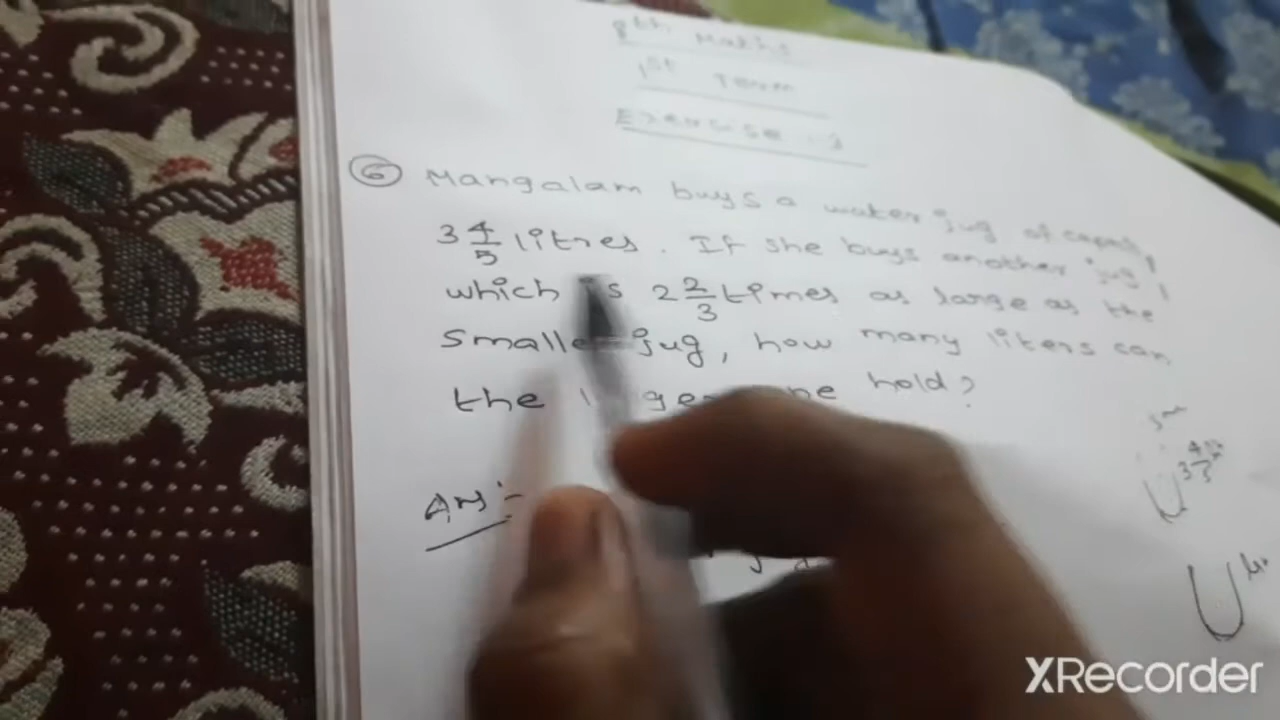 8th Maths
1st Term
Exercise :3
6 Mangalam buys a water jug of capacity
3 4/5 litres. If she buys another jug,
which is 2 2/3 times as large as the
smaller jug, how many liters can
the hold?
Ans:-
3 4/5
XRecorder